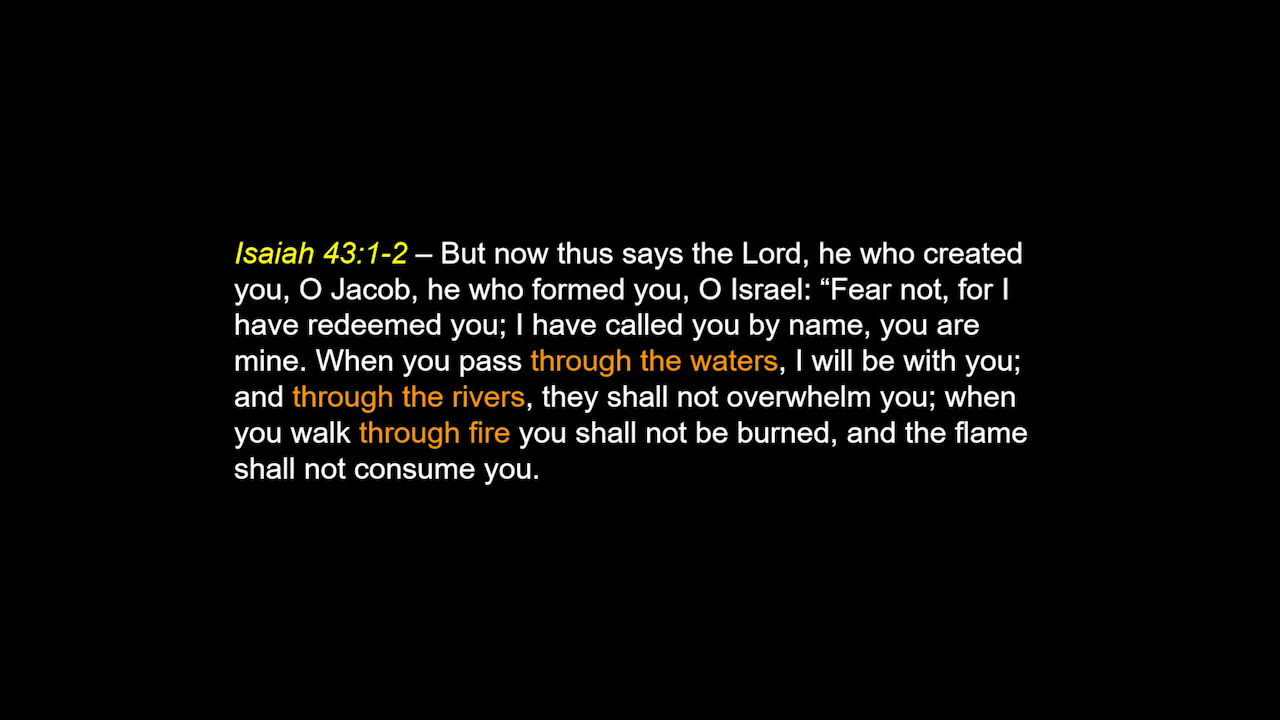 Isaiah 43:1-2 – But now thus says the Lord, he who created
you, O Jacob, he who formed you, O Israel: “Fear not, for I
have redeemed you; I have called you by name, you are
mine. When you pass through the waters, I will be with you;
and through the rivers, they shall not overwhelm you; when
you walk through fire you shall not be burned, and the flame
shall not consume you.